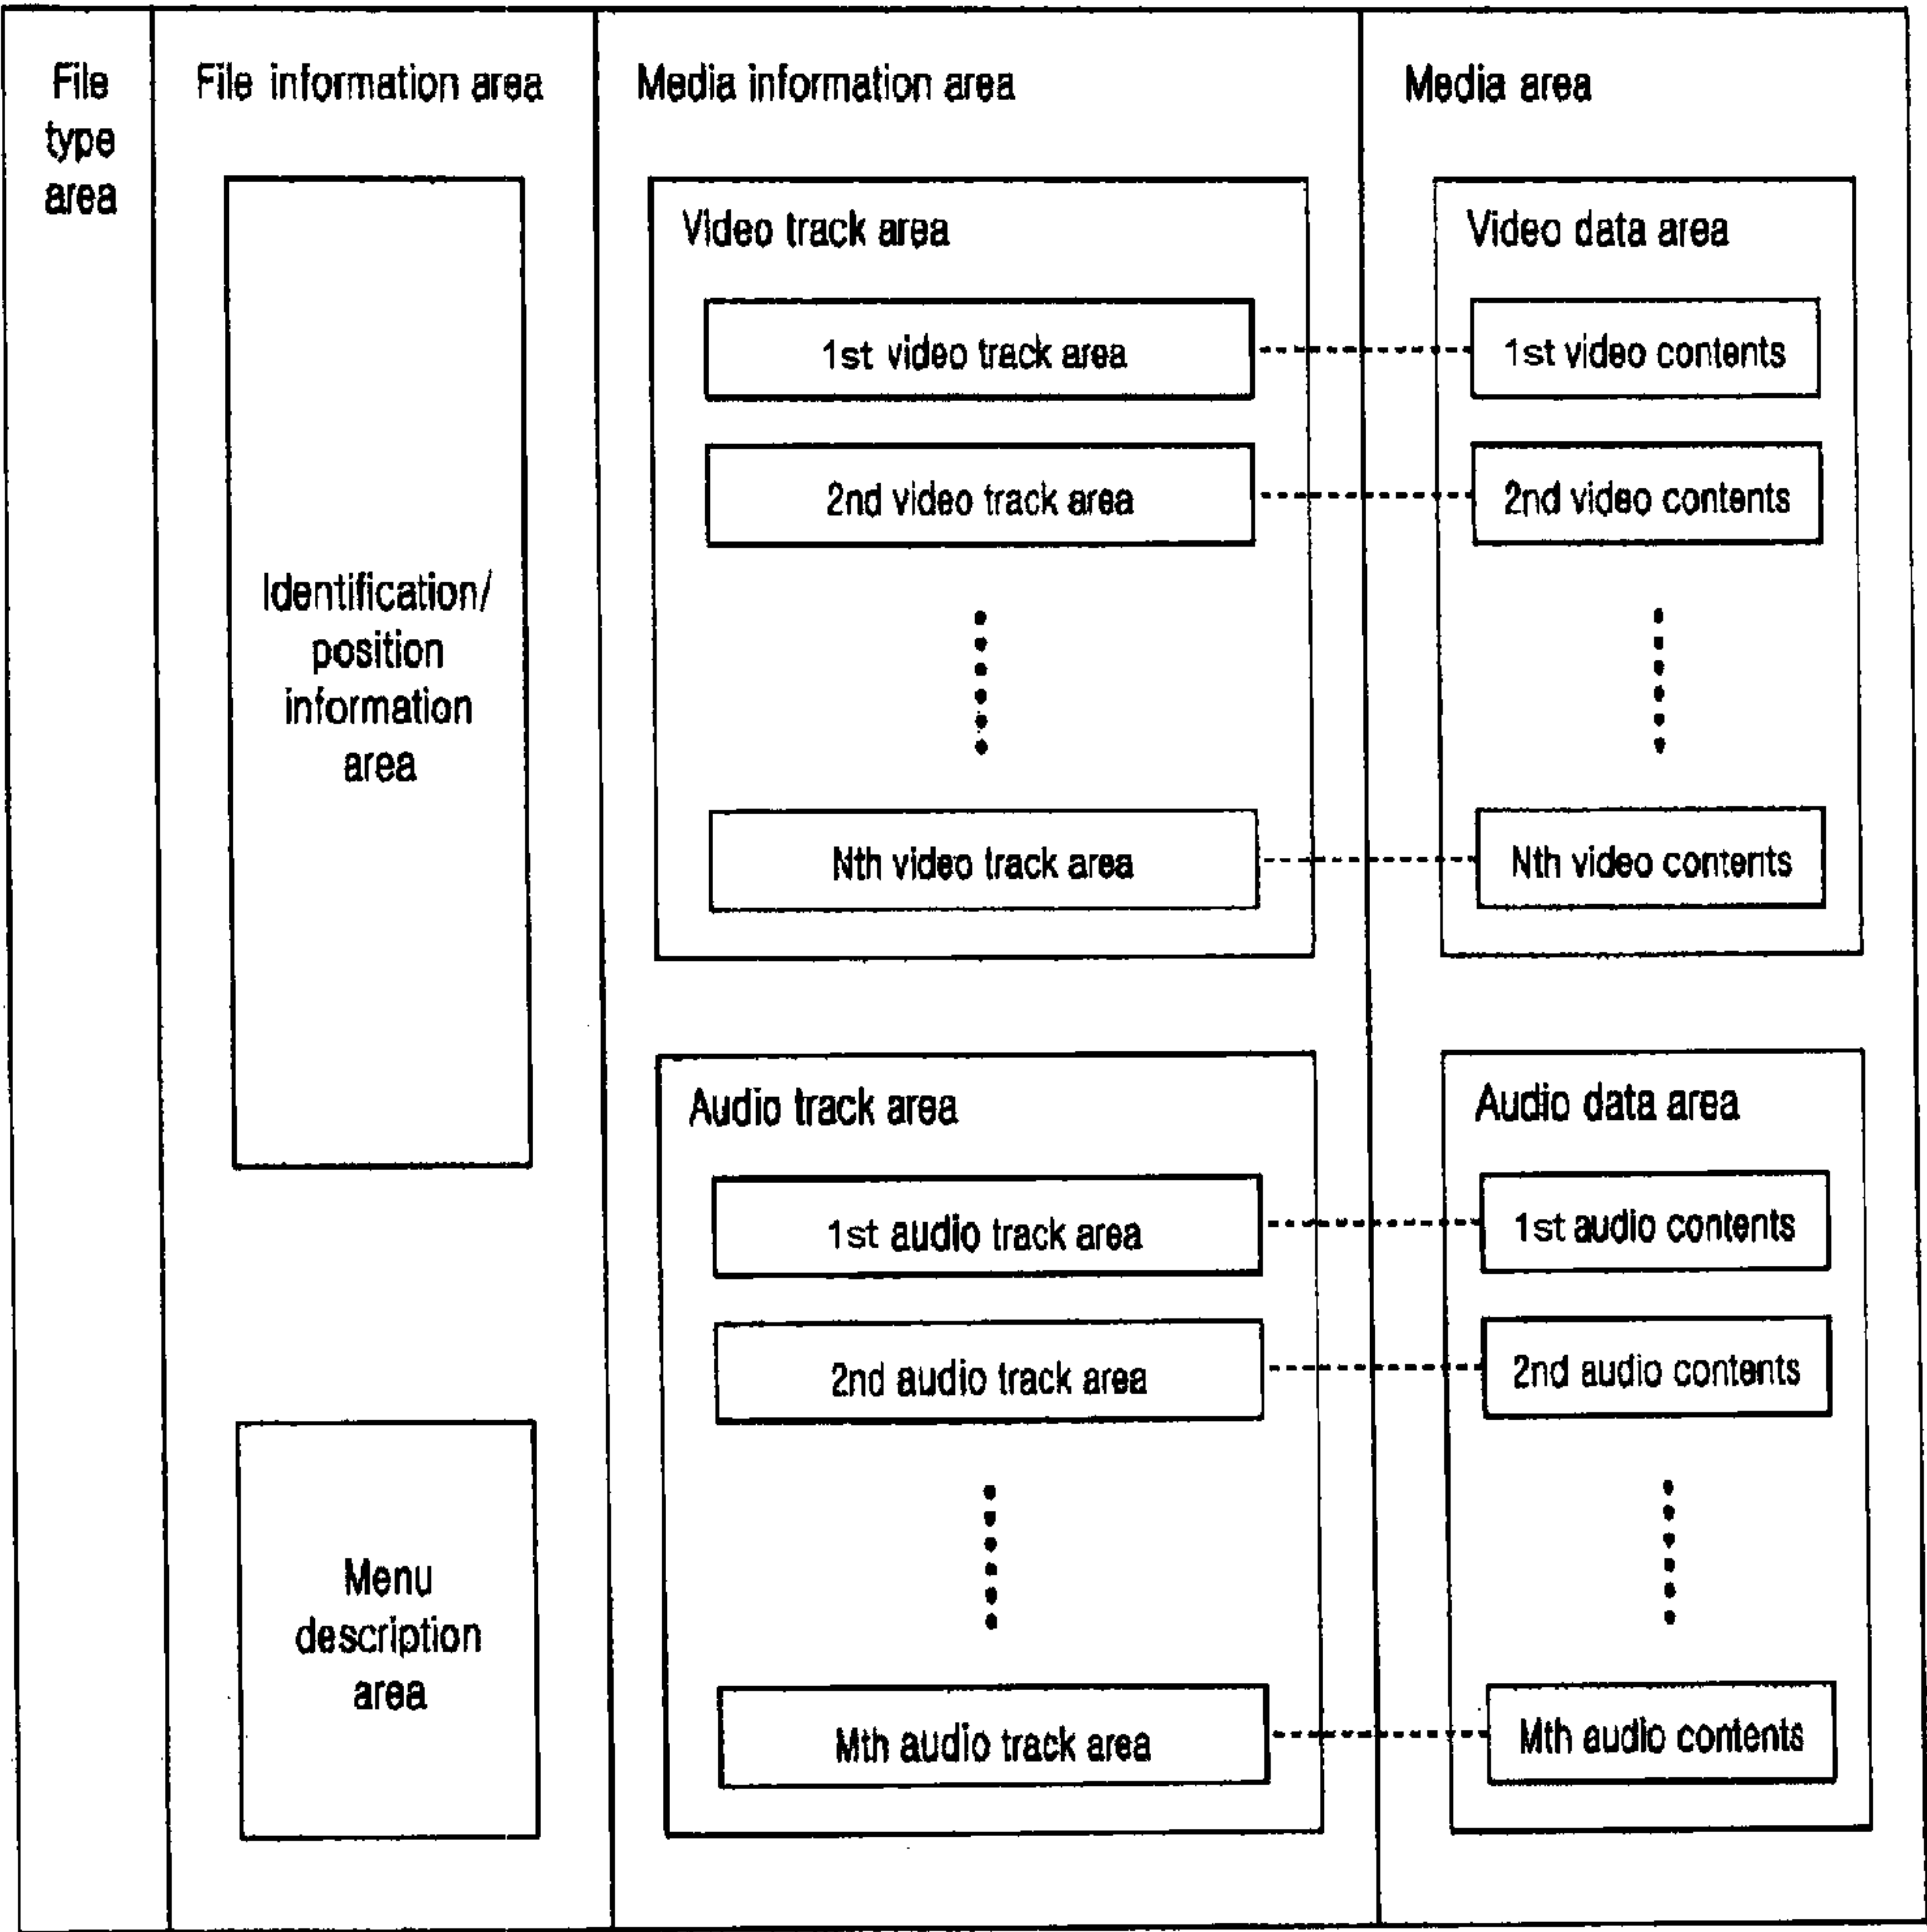 File
type
area
File information area
Identification/
position
information
area
Menu
description
area
Media information area
Video track area
1st video track area
2nd video track area
Nth video track area
Audio track area
1st audio track area
2nd audio track area
Mth audio track area
Media area
Video data area
1st video contents
2nd video contents
Nth video contents
Audio data area
1st audio contents
2nd audio contents
Mth audio contents